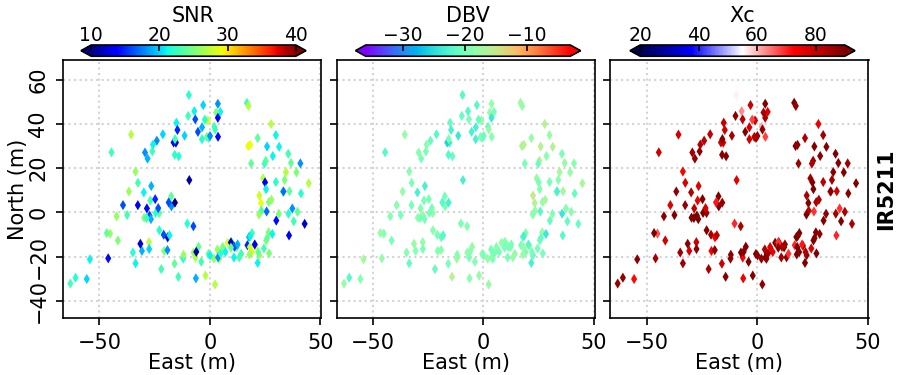 SNR DBV Xc
10 20 30 40 −30 −20 −10 20 40 60 80
60
40
20
0
−20
−40
North (m)
IR5211
−50 0 50 −50 0 50 −50 0 50
East (m) East (m) East (m)